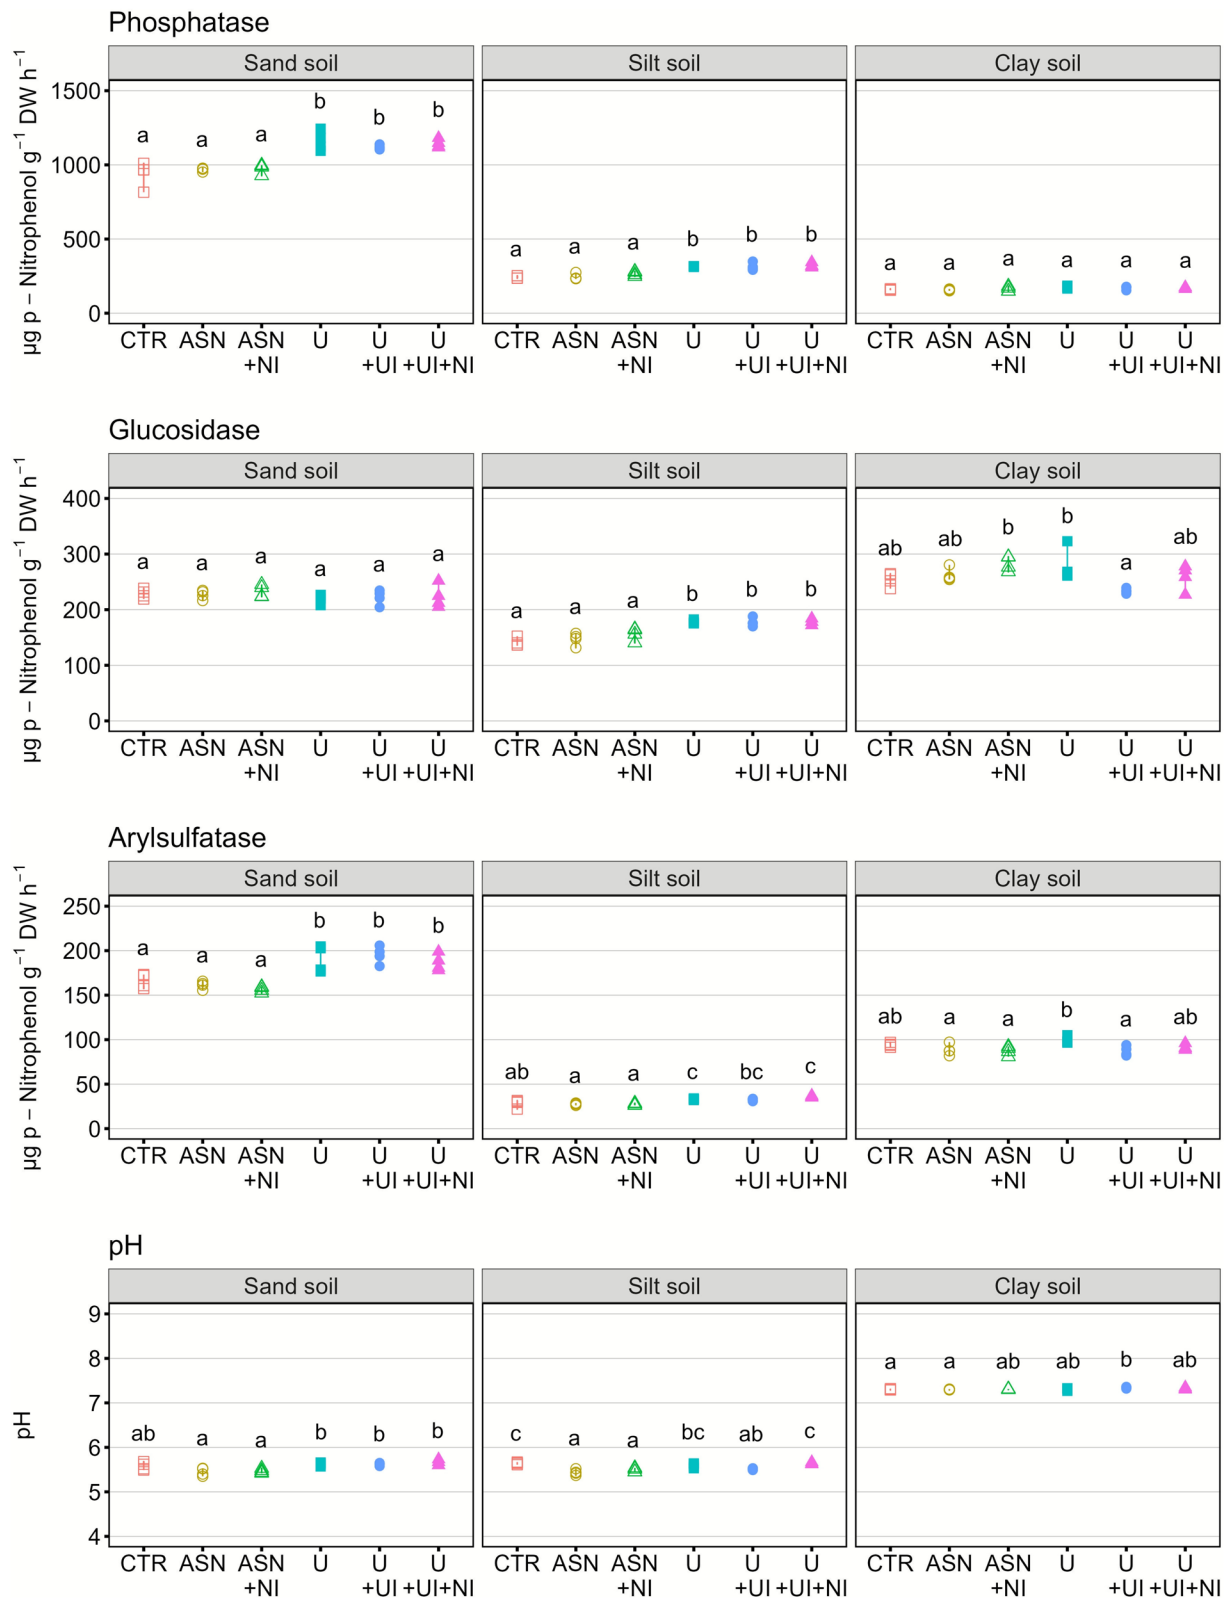 Phosphatase
Sand soil Silt soil Clay soil
µg p − Nitrophenol g⁻¹ DW h⁻¹
1500
1000
500
0
a a a b b b
a a a b b b
a a a a a a
CTR ASN ASN U U U CTR ASN ASN U U U CTR ASN ASN U U U
+NI +UI +UI+NI +NI +UI +UI+NI +NI +UI +UI+NI
Glucosidase
Sand soil Silt soil Clay soil
µg p − Nitrophenol g⁻¹ DW h⁻¹
400
300
200
100
0
a a a a a a
a a a b b b
ab ab b b a ab
CTR ASN ASN U U U CTR ASN ASN U U U CTR ASN ASN U U U
+NI +UI +UI+NI +NI +UI +UI+NI +NI +UI +UI+NI
Arylsulfatase
Sand soil Silt soil Clay soil
µg p − Nitrophenol g⁻¹ DW h⁻¹
250
200
150
100
50
0
a a a b b b
ab a a c bc c
ab a a b a ab
CTR ASN ASN U U U CTR ASN ASN U U U CTR ASN ASN U U U
+NI +UI +UI+NI +NI +UI +UI+NI +NI +UI +UI+NI
pH
Sand soil Silt soil Clay soil
pH
9
8
7
6
5
4
ab a a b b b
c a a bc ab c
a a ab ab b ab
CTR ASN ASN U U U CTR ASN ASN U U U CTR ASN ASN U U U
+NI +UI +UI+NI +NI +UI +UI+NI +NI +UI +UI+NI